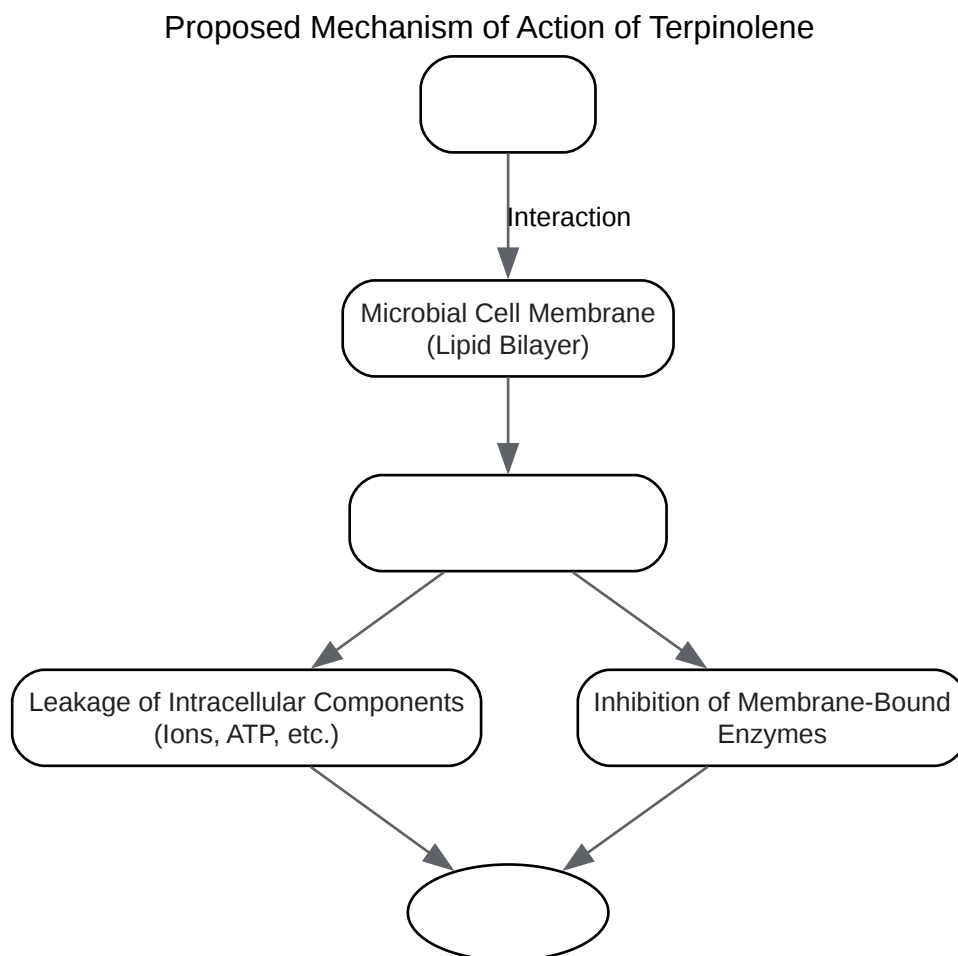 Proposed Mechanism of Action of Terpinolene
Interaction
Microbial Cell Membrane
(Lipid Bilayer)
Leakage of Intracellular Components
(Ions, ATP, etc.)
Inhibition of Membrane-Bound
Enzymes